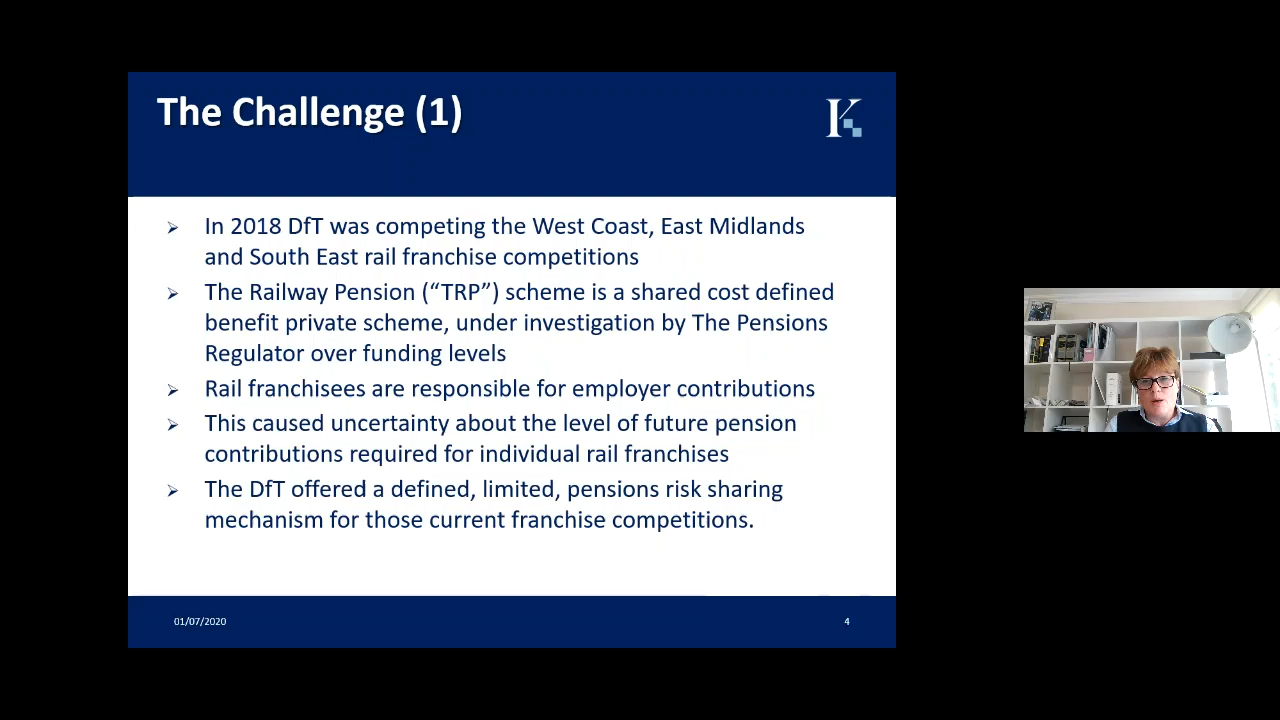 The Challenge (1)
K
In 2018 DfT was competing the West Coast, East Midlands
and South East rail franchise competitions
The Railway Pension (“TRP”) scheme is a shared cost defined
benefit private scheme, under investigation by The Pensions
Regulator over funding levels
Rail franchisees are responsible for employer contributions
This caused uncertainty about the level of future pension
contributions required for individual rail franchises
The DfT offered a defined, limited, pensions risk sharing
mechanism for those current franchise competitions.
01/07/2020
4